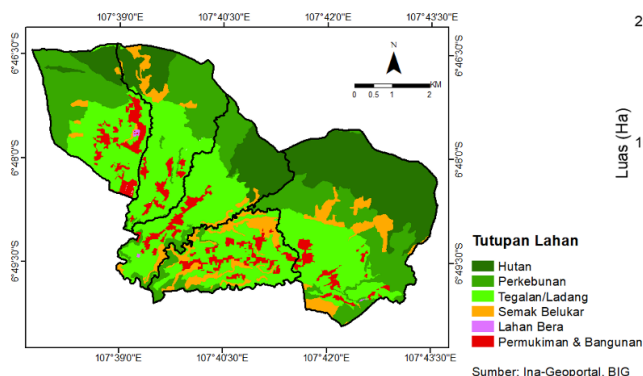 107°39'0"E 107°40'30"E 107°42'0"E 107°43'30"E
2
6°46'30"S 6°46'30"S
N
KM
0 0.5 1 2
Luas (Ha)
1
6°48'0"S 6°48'0"S
6°49'30"S 6°49'30"S
Tutupan Lahan
Hutan
Perkebunan
Tegalan/Ladang
Semak Belukar
Lahan Bera
Permukiman & Bangunan
107°39'0"E 107°40'30"E 107°42'0"E 107°43'30"E
Sumber: Ina-Geoportal, BIG